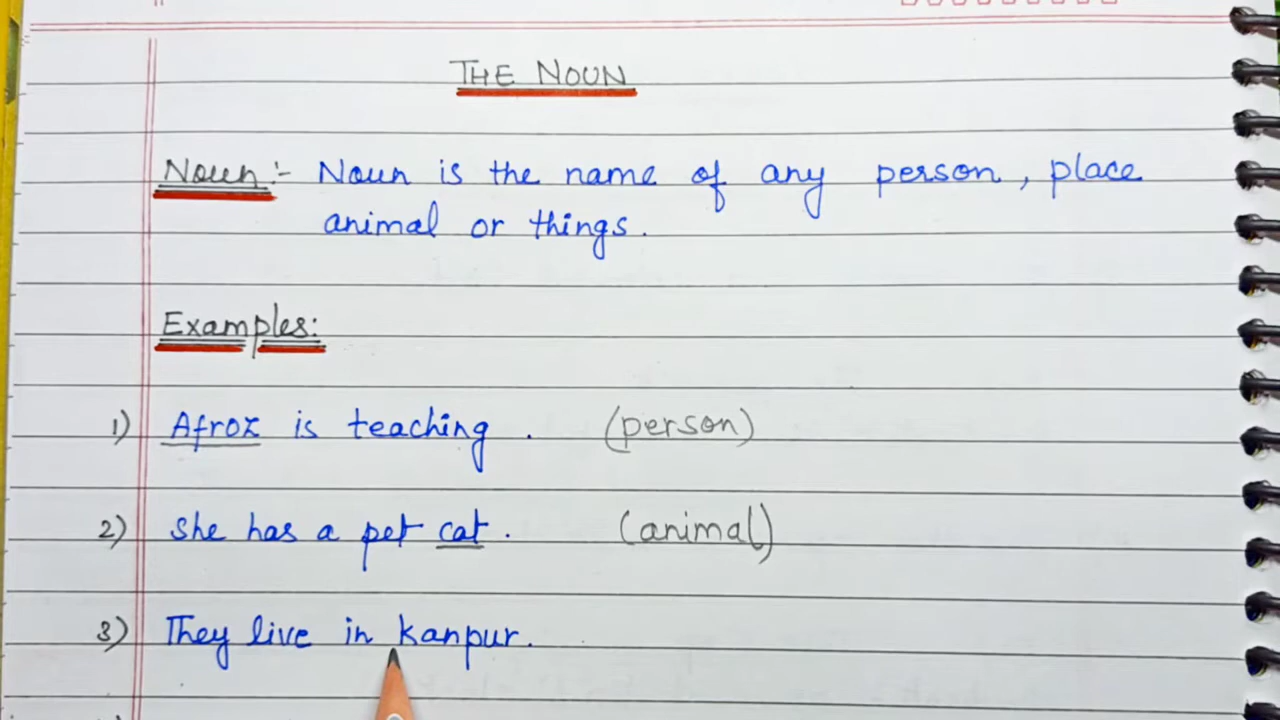 THE NOUN
Noun:- Noun is the name of any person, place
animal or things.
Examples:
1) Afroz is teaching. (person)
2) She has a pet cat. (animal)
3) They live in Kanpur.